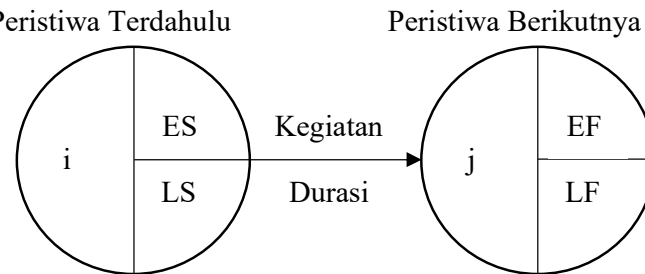 Peristiwa Terdahulu
Peristiwa Berikutnya
ES
Kegiatan
EF
i
j
LS
Durasi
LF